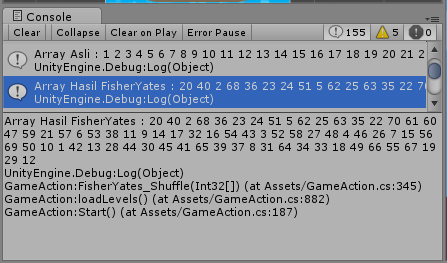 Console
Clear Collapse Clear on Play Error Pause 155 5 0
Array Asli : 1 2 3 4 5 6 7 8 9 10 11 12 13 14 15 16 17 18 19 20 21 2
UnityEngine.Debug:Log(Object)
Array Hasil FisherYates : 20 40 2 68 36 23 24 51 5 62 25 63 35 22 70
UnityEngine.Debug:Log(Object)
Array Hasil FisherYates : 20 40 2 68 36 23 24 51 5 62 25 63 35 22 70 61 60
47 59 21 57 6 53 38 11 9 14 17 32 16 54 43 3 52 58 27 48 4 46 26 7 15 56
69 50 10 1 42 13 28 44 30 45 41 65 39 37 8 31 64 34 33 18 49 66 55 67 19
29 12
UnityEngine.Debug:Log(Object)
GameAction:FisherYates_Shuffle(Int32[]) (at Assets/GameAction.cs:345)
GameAction:loadLevels() (at Assets/GameAction.cs:882)
GameAction:Start() (at Assets/GameAction.cs:187)